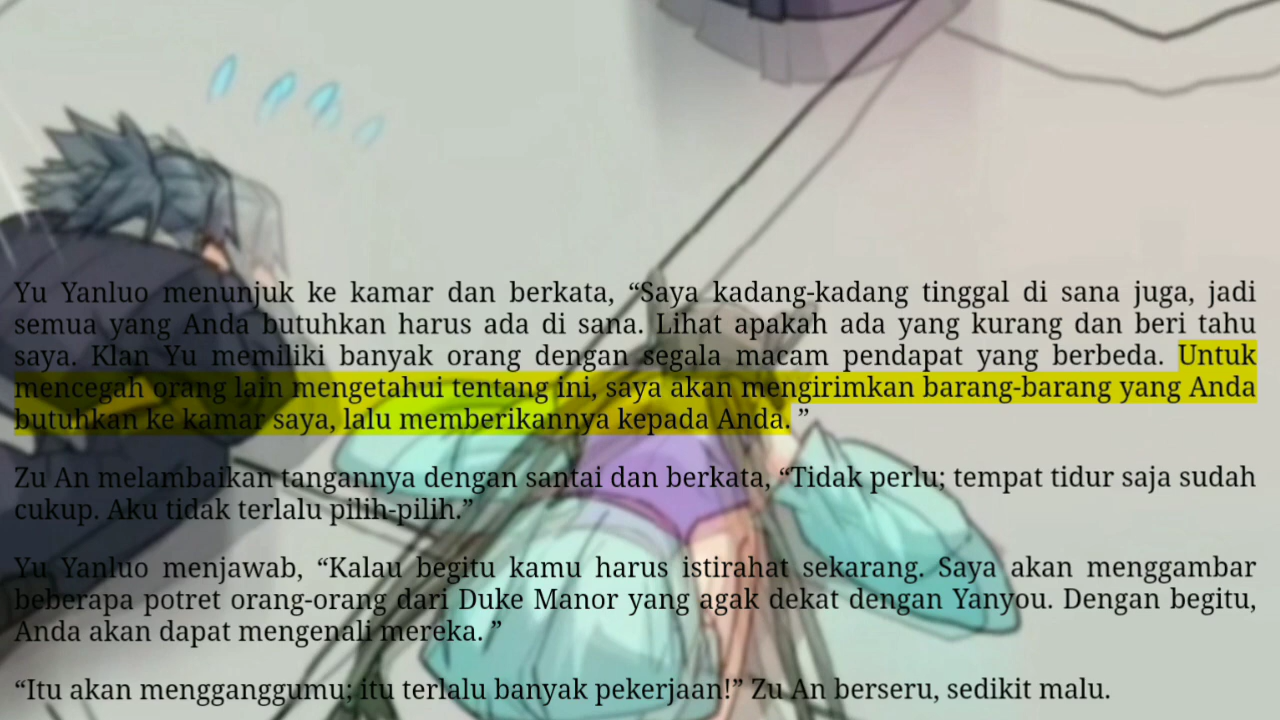 Yu Yanluo menunjuk ke kamar dan berkata, “Saya kadang-kadang tinggal di sana juga, jadi
semua yang Anda butuhkan harus ada di sana. Lihat apakah ada yang kurang dan beri tahu
saya. Klan Yu memiliki banyak orang dengan segala macam pendapat yang berbeda. Untuk
mencegah orang lain mengetahui tentang ini, saya akan mengirimkan barang-barang yang Anda
butuhkan ke kamar saya, lalu memberikannya kepada Anda. ”
Zu An melambaikan tangannya dengan santai dan berkata, “Tidak perlu; tempat tidur saja sudah
cukup. Aku tidak terlalu pilih-pilih.”
Yu Yanluo menjawab, “Kalau begitu kamu harus istirahat sekarang. Saya akan menggambar
beberapa potret orang-orang dari Duke Manor yang agak dekat dengan Yanyou. Dengan begitu,
Anda akan dapat mengenali mereka. ”
“Itu akan mengganggumu; itu terlalu banyak pekerjaan!” Zu An berseru, sedikit malu.